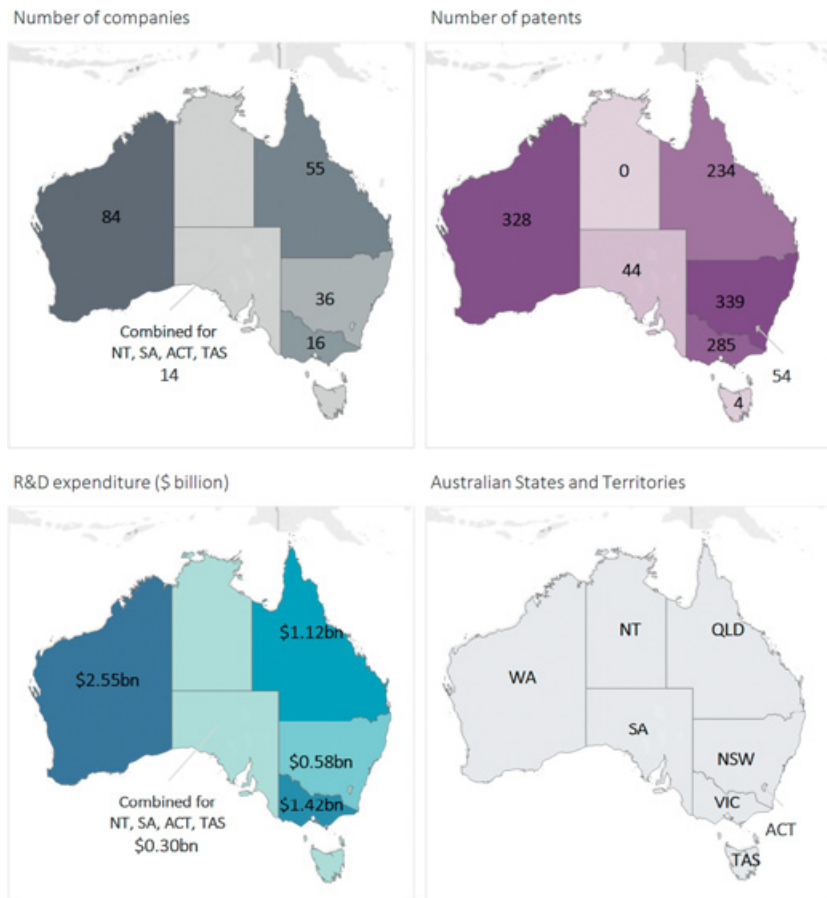 Number of companies
55
84
36
16
Combined for
NT, SA, ACT, TAS
14
Number of patents
0
234
328
44
339
285
54
4
R&D expenditure ($ billion)
$1.12bn
$2.55bn
$0.58bn
$1.42bn
Combined for
NT, SA, ACT, TAS
$0.30bn
Australian States and Territories
NT
QLD
WA
SA
NSW
VIC
ACT
TAS